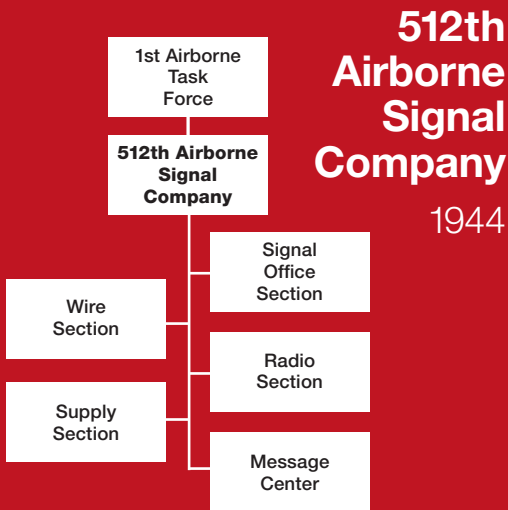 512th
Airborne
Signal
Company
1944
1st Airborne
Task
Force
512th Airborne
Signal
Company
Signal
Office
Section
Wire
Section
Radio
Section
Supply
Section
Message
Center